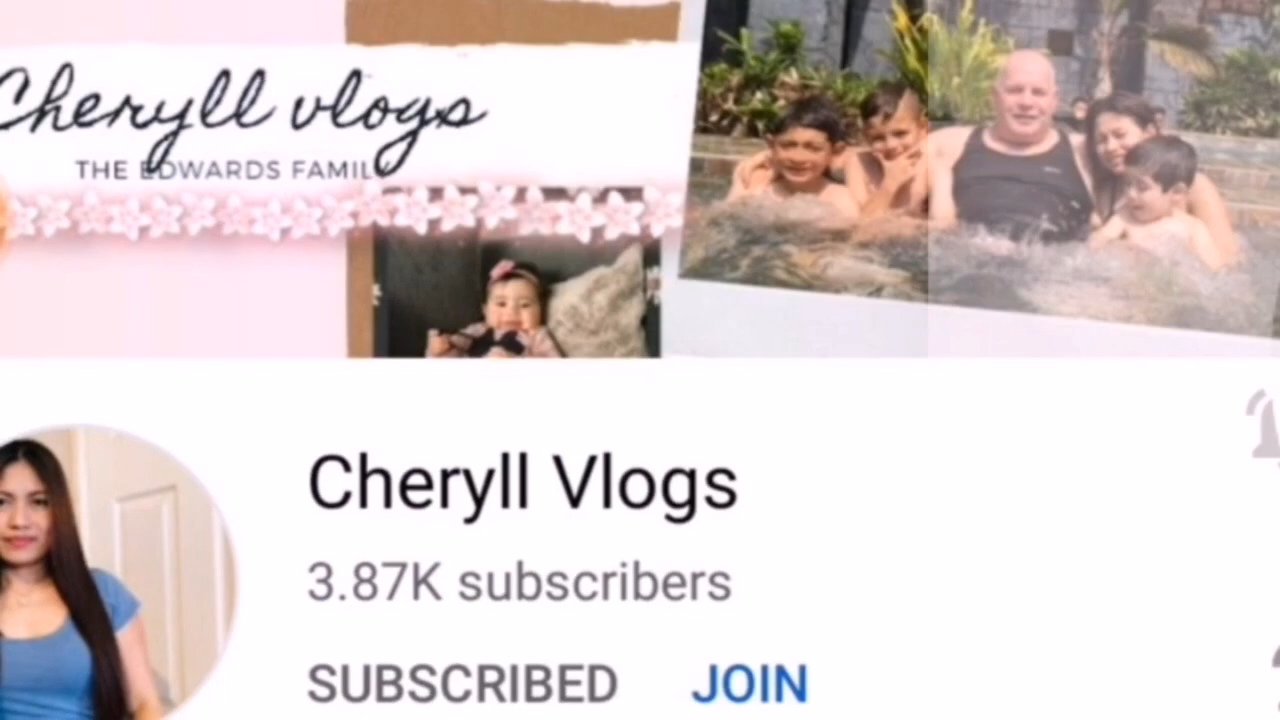 Cheryll vlogs
THE EDWARDS FAMILY
Cheryll Vlogs
3.87K subscribers
SUBSCRIBED JOIN